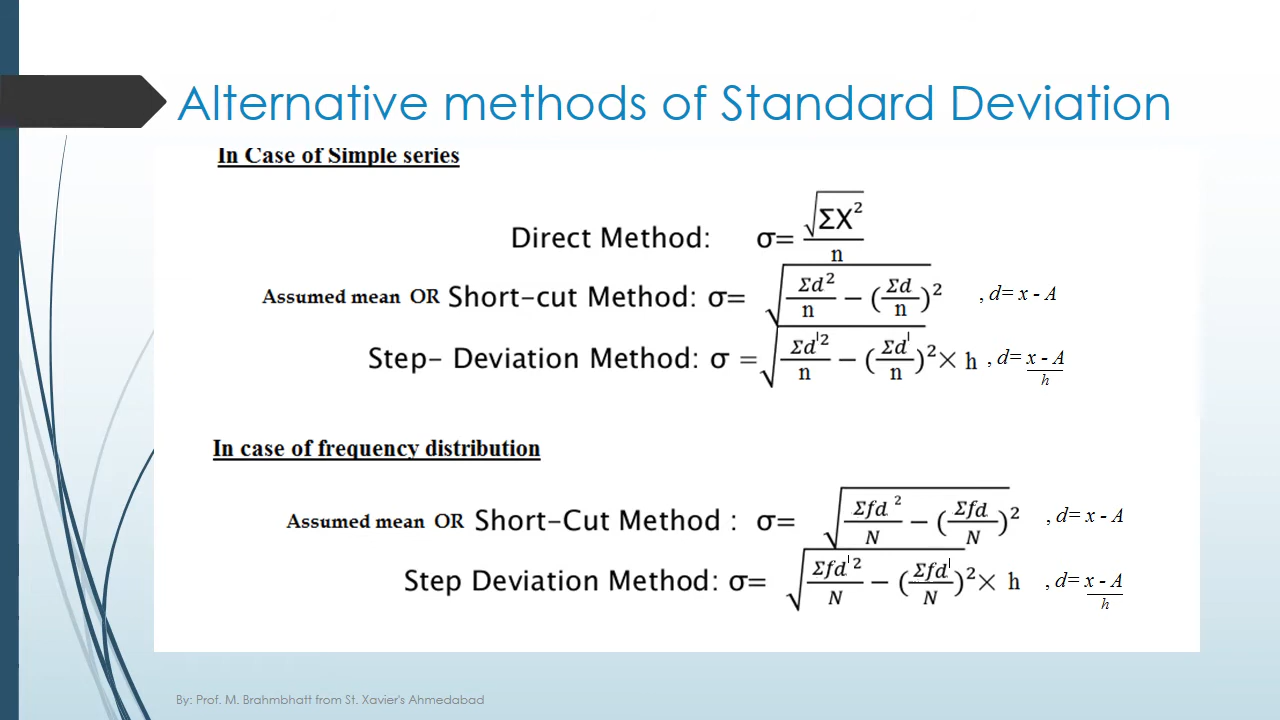 Alternative methods of Standard Deviation
In Case of Simple series
Direct Method: σ= √ΣX² / n
Assumed mean OR Short-cut Method: σ= √ Σd²/n − (Σd/n)² , d= x - A
Step- Deviation Method: σ = √ Σd'²/n − (Σd'/n)² × h , d= x - A / h
In case of frequency distribution
Assumed mean OR Short-Cut Method : σ= √ Σfd²/N − (Σfd/N)² , d= x - A
Step Deviation Method: σ= √ Σfd'²/N − (Σfd'/N)² × h , d= x - A / h
By: Prof. M. Brahmbhatt from St. Xavier's Ahmedabad